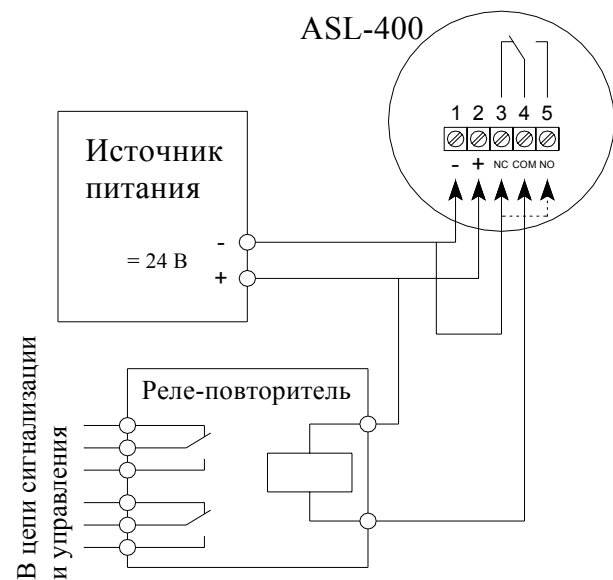 ASL-400
1 2 3 4 5
- + NC COM NO
Источник
питания
-
= 24 В
+
Реле-повторитель
В цепи сигнализации
и управления